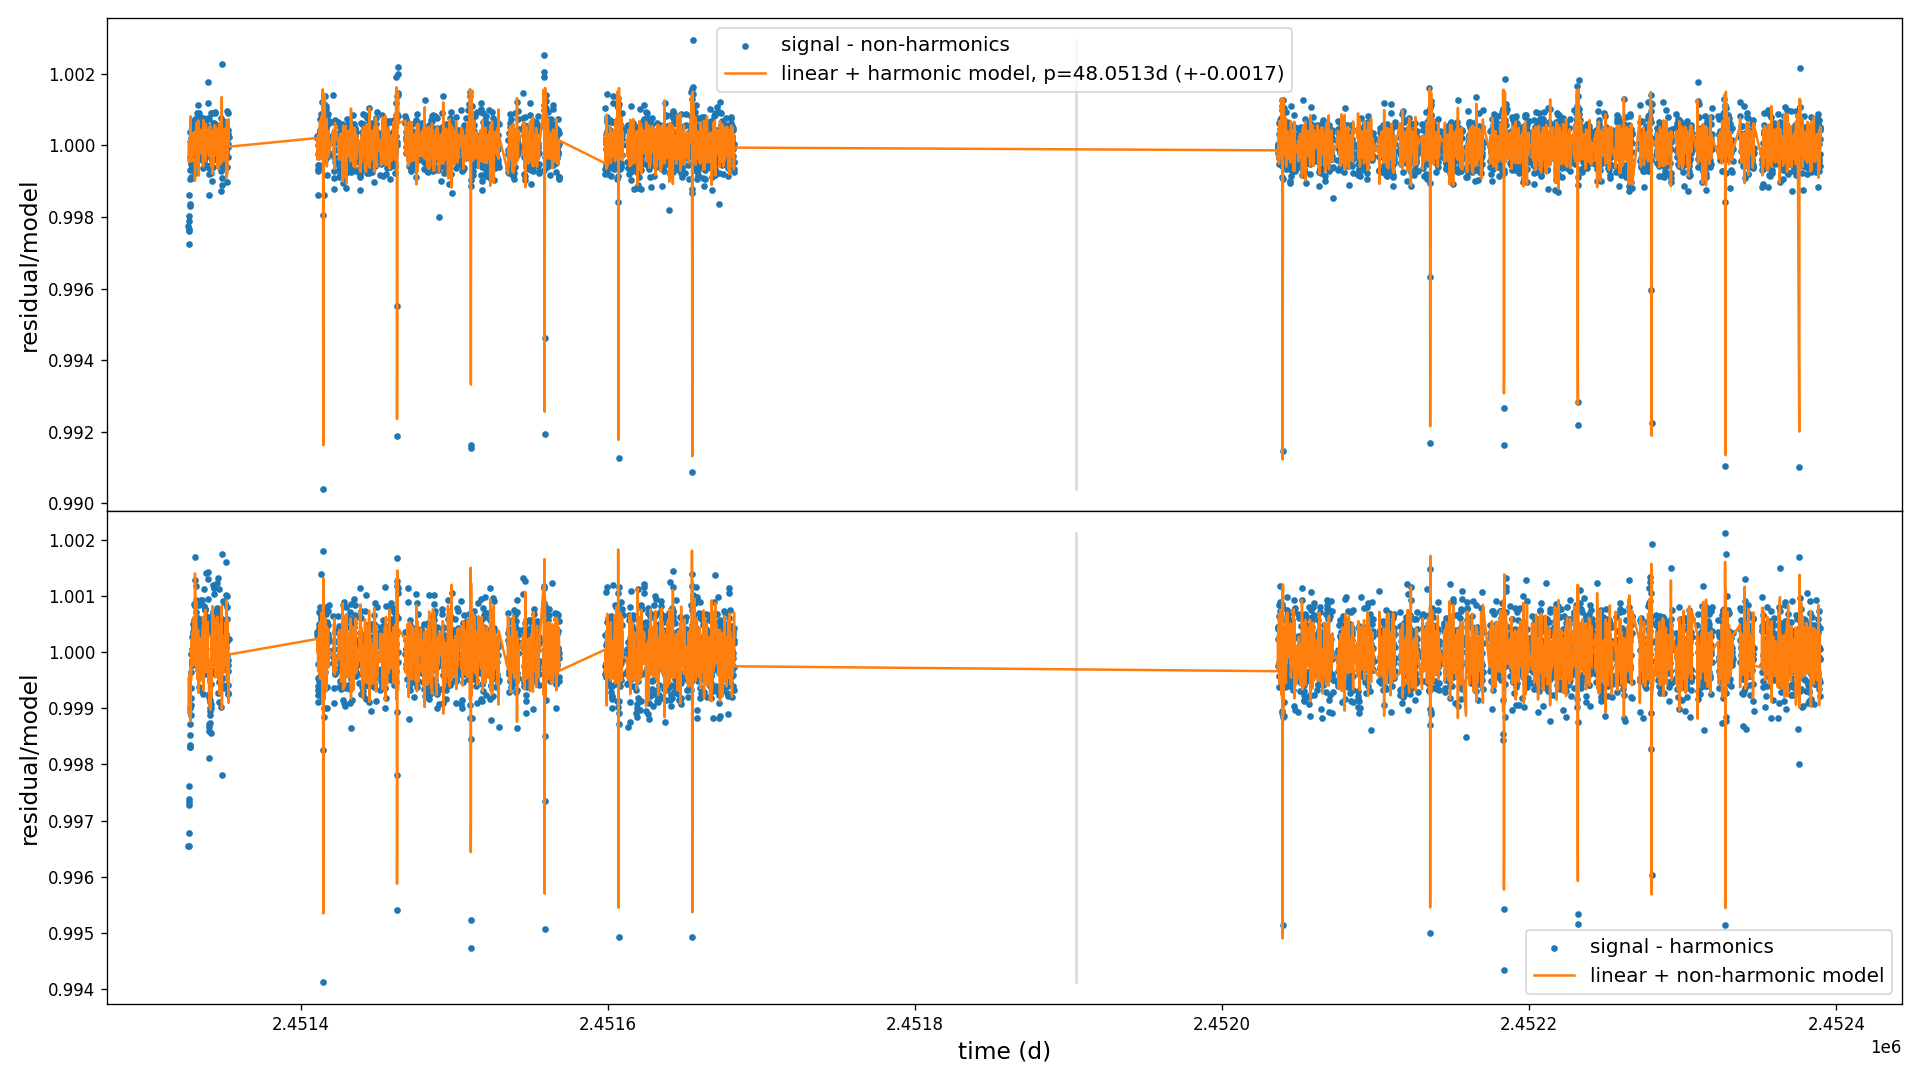 signal - non-harmonics
linear + harmonic model, p=48.0513d (+-0.0017)
1.002
1.000
0.998
0.996
0.994
0.992
0.990
residual/model
1.002
1.001
1.000
0.999
0.998
0.997
0.996
0.995
0.994
residual/model
signal - harmonics
linear + non-harmonic model
2.4514
2.4516
2.4518
2.4520
2.4522
2.4524
1e6
time (d)